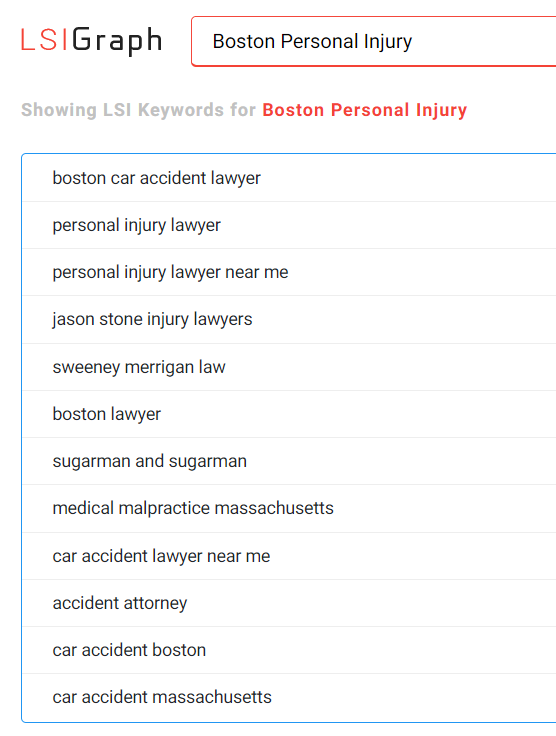 LSIGraph
Boston Personal Injury
Showing LSI Keywords for Boston Personal Injury
boston car accident lawyer
personal injury lawyer
personal injury lawyer near me
jason stone injury lawyers
sweeney merrigan law
boston lawyer
sugarman and sugarman
medical malpractice massachusetts
car accident lawyer near me
accident attorney
car accident boston
car accident massachusetts